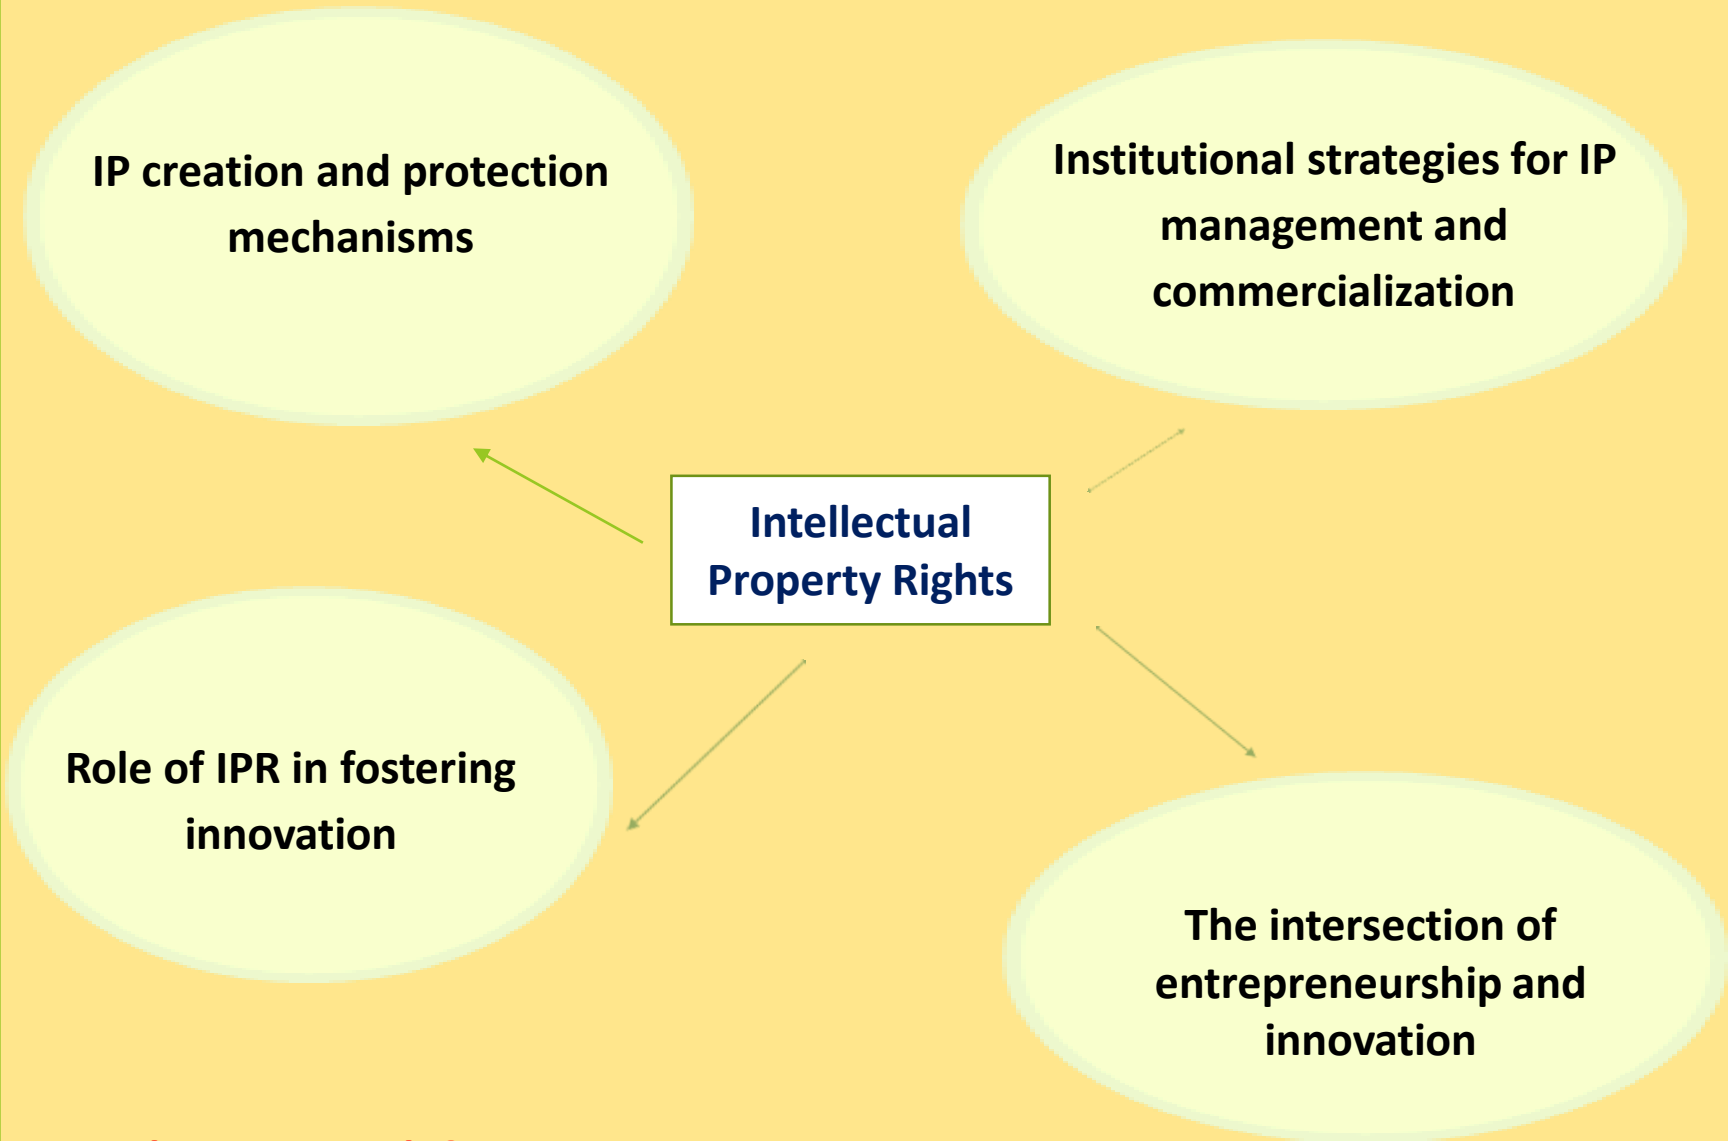 IP creation and protection
mechanisms
Institutional strategies for IP
management and
commercialization
Intellectual
Property Rights
Role of IPR in fostering
innovation
The intersection of
entrepreneurship and
innovation